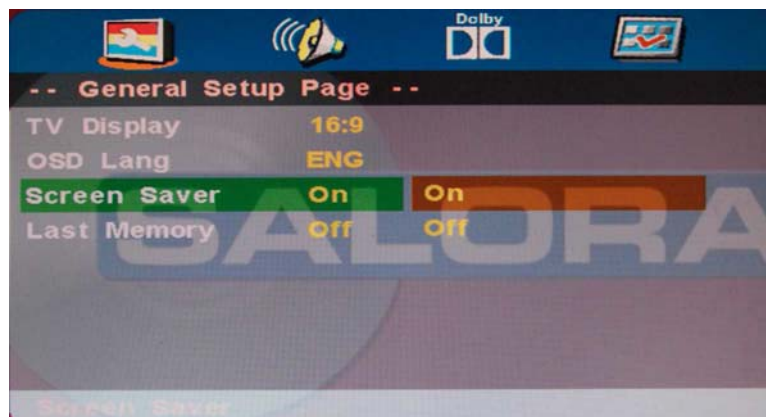 Dolby
-- General Setup Page --
TV Display 16:9
OSD Lang ENG
Screen Saver On On
Last Memory Off Off
SALORA
Screen Saver